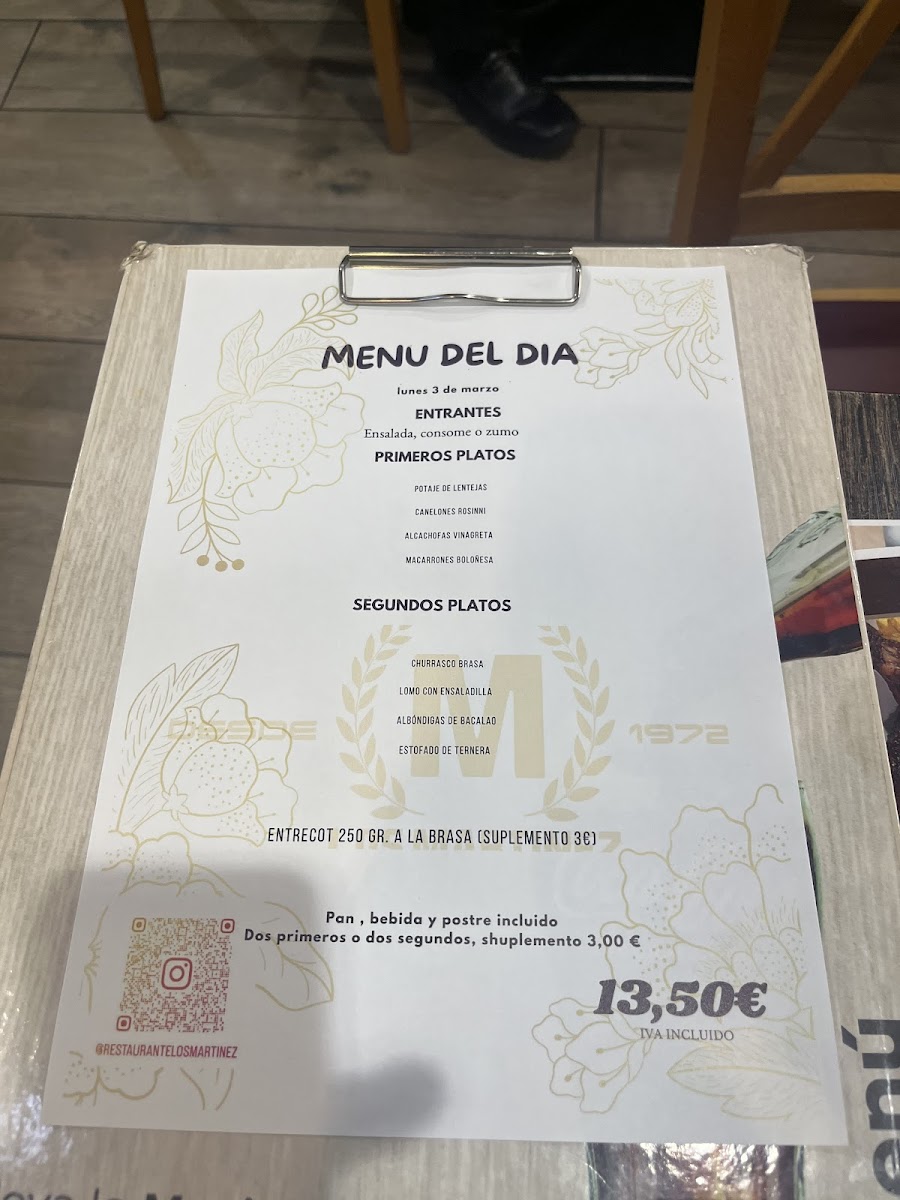 MENU DEL DIA
lunes 3 de marzo
ENTRANTES
Ensalada, consome o zumo
PRIMEROS PLATOS
POTAJE DE LENTEJAS
CANELONES ROSINNI
ALCACHOFAS VINAGRETA
MACARRONES BOLOÑESA
SEGUNDOS PLATOS
CHURRASCO BRASA
LOMO CON ENSALADILLA
ALBÓNDIGAS DE BACALAO
DESDE M 1972
ESTOFADO DE TERNERA
ENTRECOT 250 GR. A LA BRASA (SUPLEMENTO 3€)
Pan , bebida y postre incluido
Dos primeros o dos segundos, shuplemento 3,00 €
13,50€
IVA INCLUIDO
@RESTAURANTELOSMARTINEZ
enú